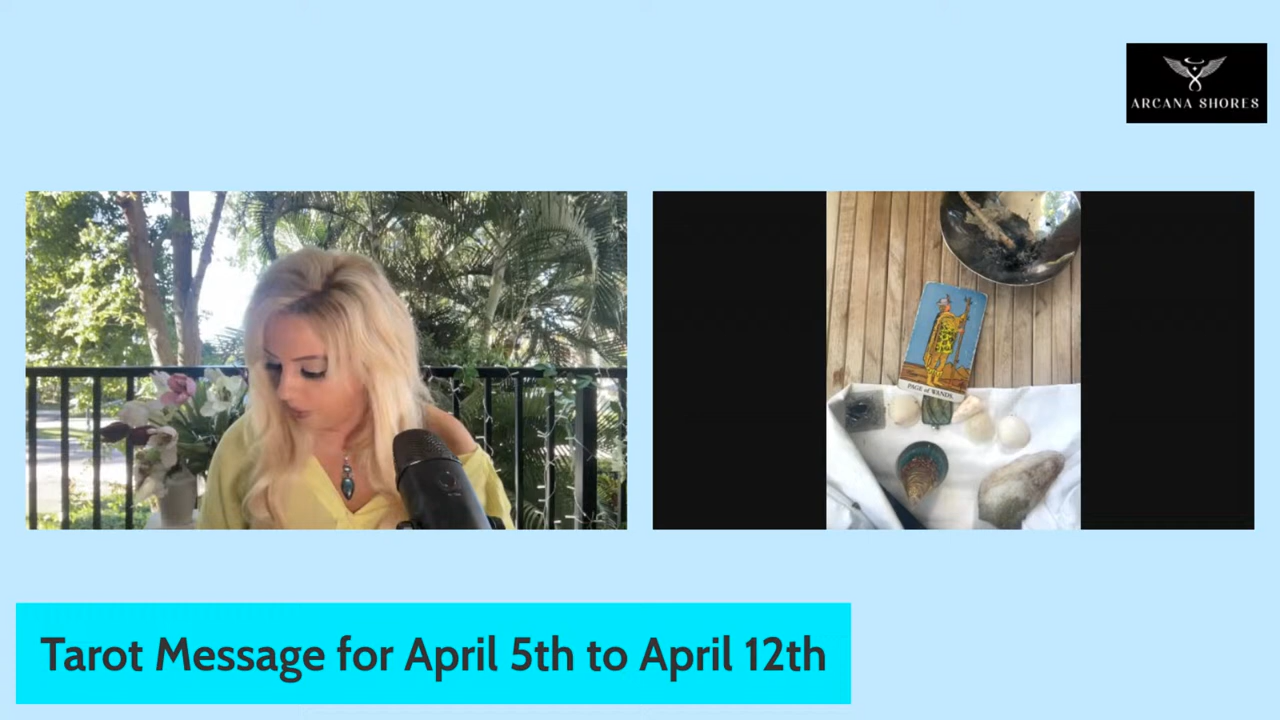 ARCANA SHORES
PAGE of WANDS.
Tarot Message for April 5th to April 12th